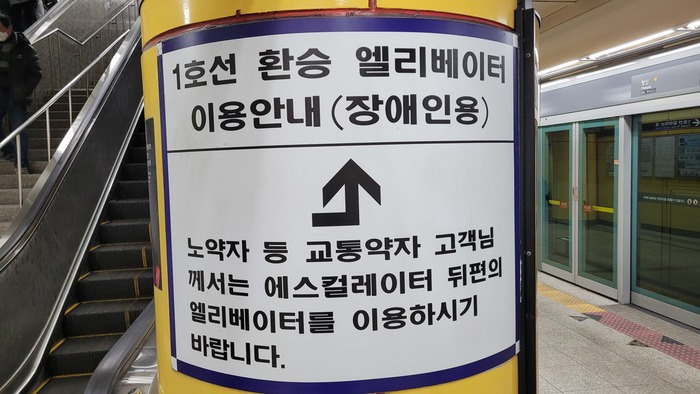 1호선 환승 엘리베이터
이용안내(장애인용)
노약자 등 교통약자 고객님
께서는 에스컬레이터 뒤편의
엘리베이터를 이용하시기
바랍니다.